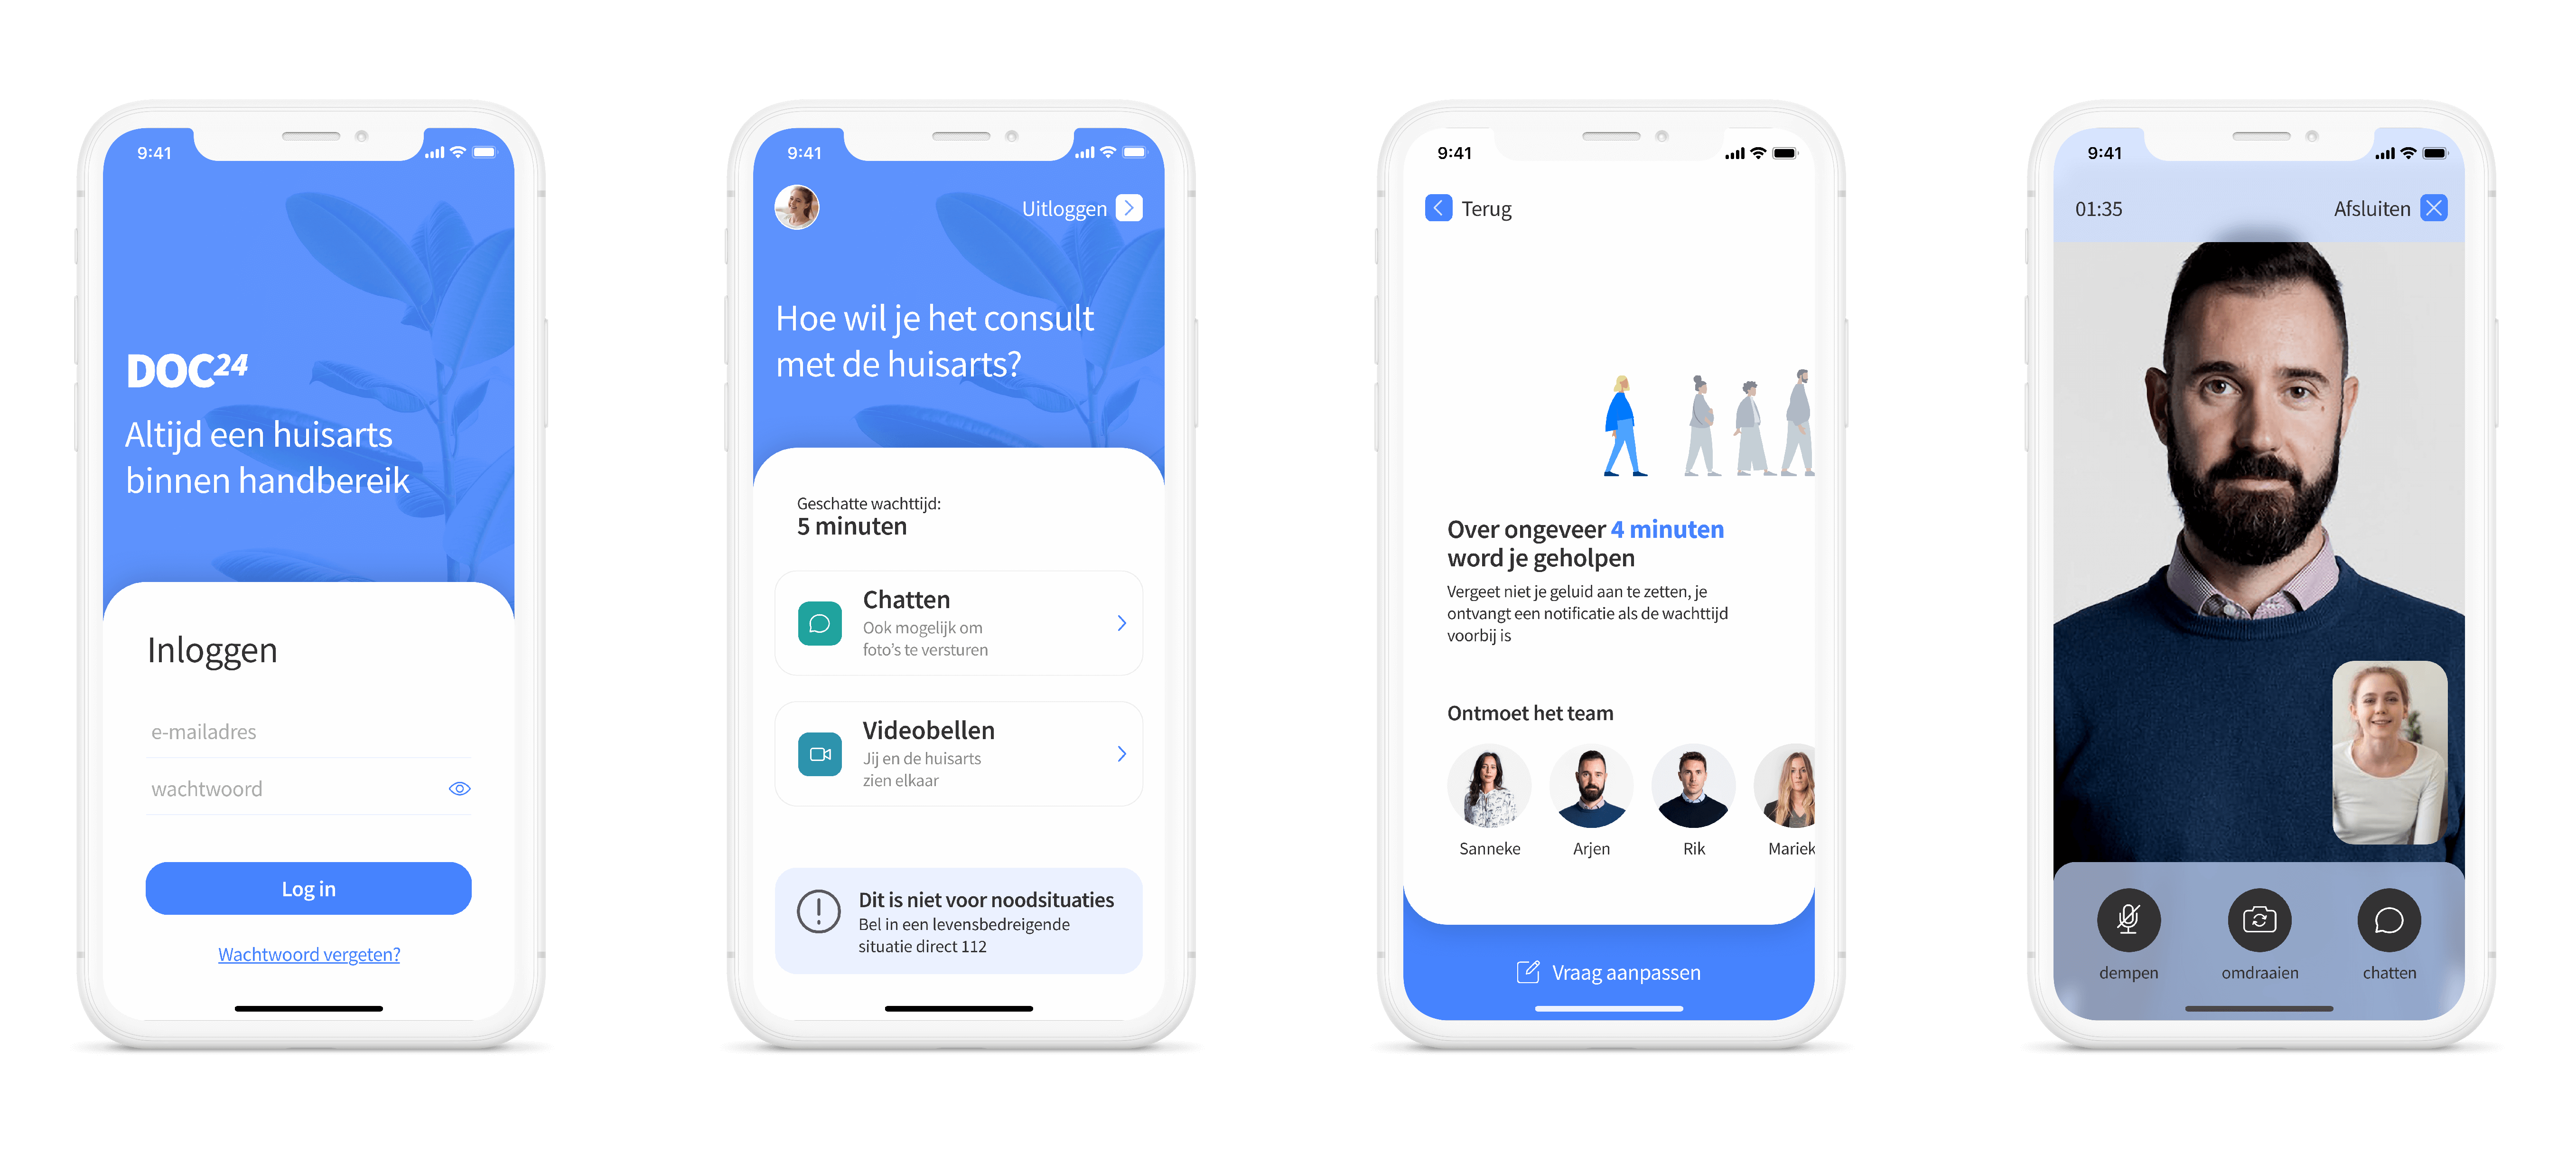 9:41
DOC24
Altijd een huisarts
binnen handbereik
Inloggen
e-mailadres
wachtwoord
Log in
Wachtwoord vergeten?
9:41
Uitloggen
Hoe wil je het consult
met de huisarts?
Geschatte wachttijd:
5 minuten
Chatten
Ook mogelijk om
foto's te versturen
Videobellen
Jij en de huisarts
zien elkaar
Dit is niet voor noodsituaties
Bel in een levensbedreigende
situatie direct 112
9:41
Terug
Over ongeveer 4 minuten
word je geholpen
Vergeet niet je geluid aan te zetten, je
ontvangt een notificatie als de wachttijd
voorbij is
Ontmoet het team
Sanneke Arjen Rik Mariek
Vraag aanpassen
9:41
01:35 Afsluiten
dempen omdraaien chatten